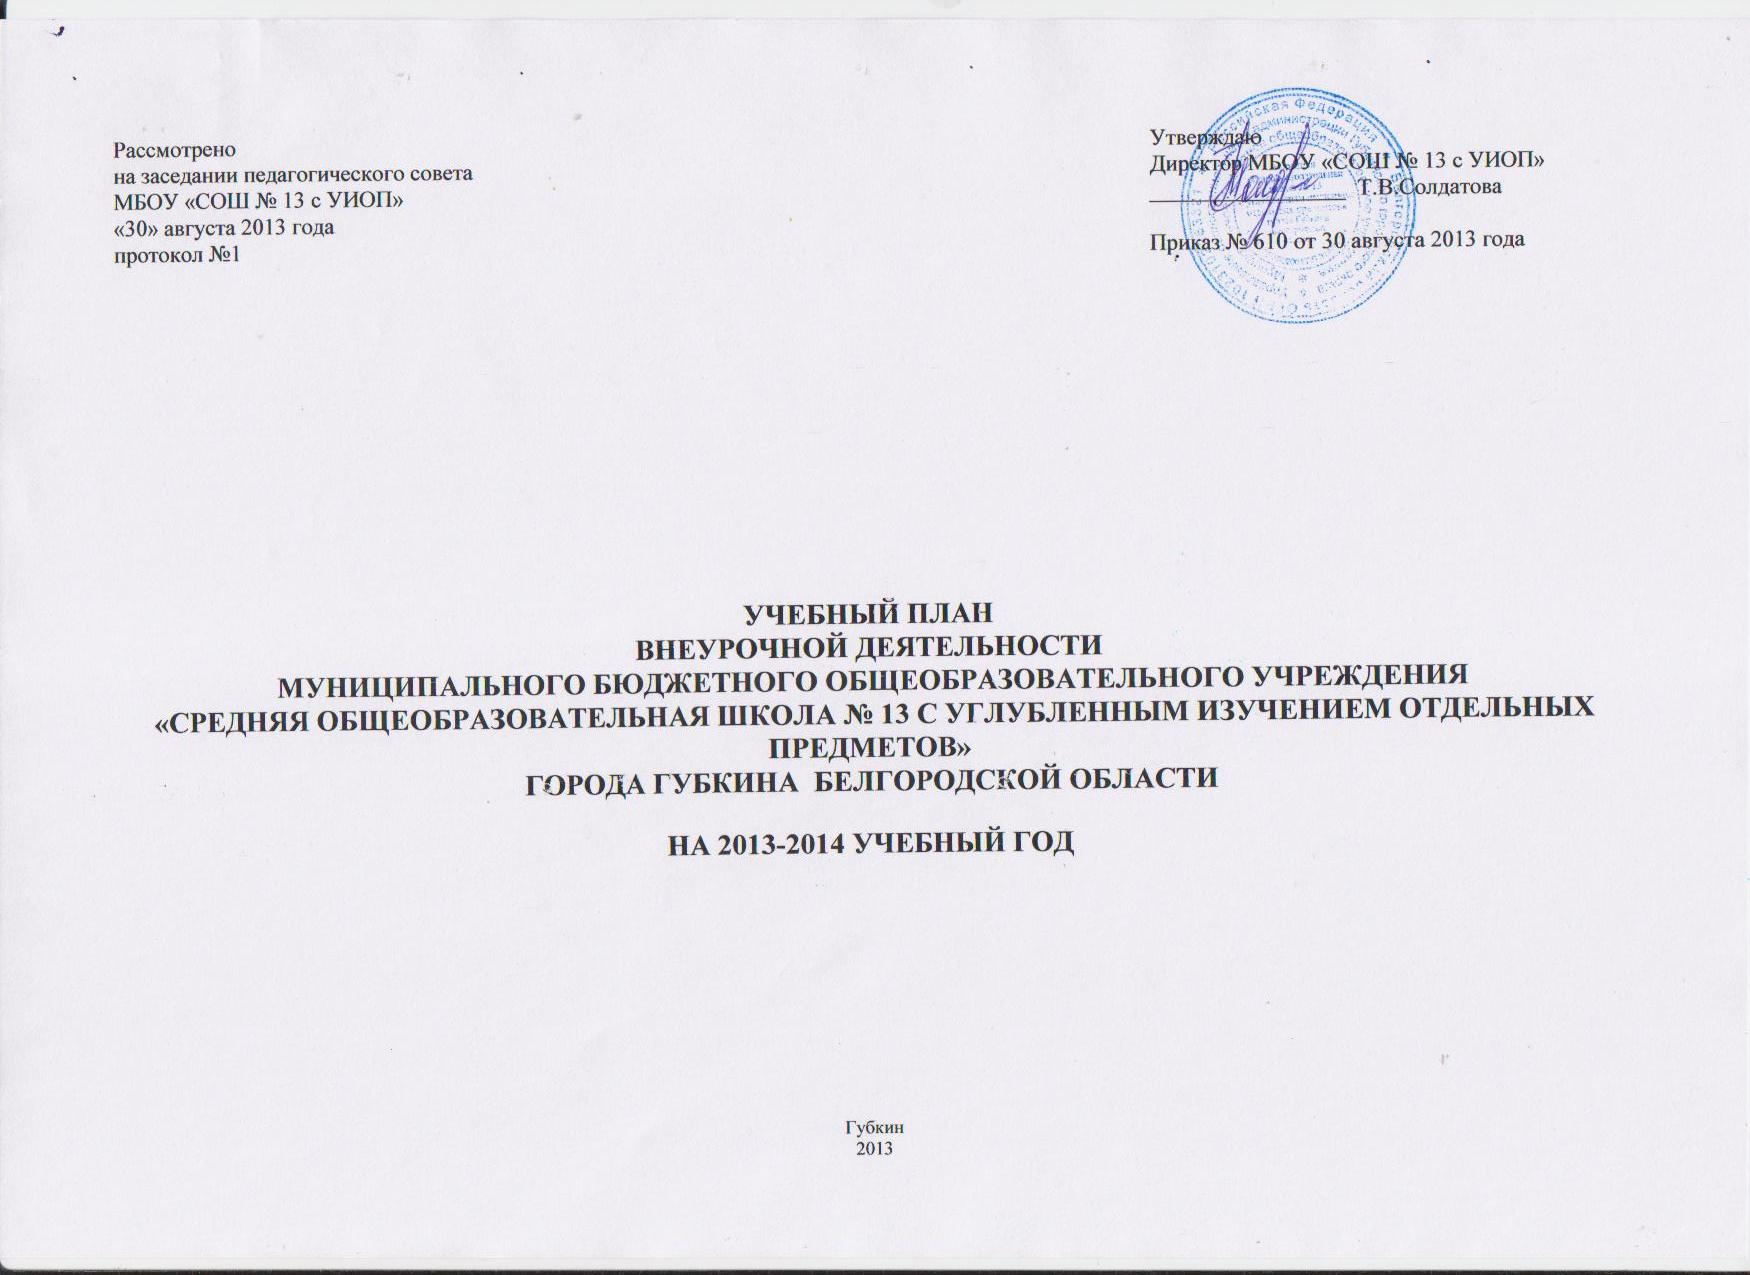 Рассмотрено
на заседании педагогического совета
МБОУ «СОШ № 13 с УИОП»
«30» августа 2013 года
протокол №1
Утверждаю
Директор МБОУ «СОШ № 13 с УИОП»
Т.В.Солдатова
Приказ № 610 от 30 августа 2013 года
УЧЕБНЫЙ ПЛАН
ВНЕУРОЧНОЙ ДЕЯТЕЛЬНОСТИ
МУНИЦИПАЛЬНОГО БЮДЖЕТНОГО ОБЩЕОБРАЗОВАТЕЛЬНОГО УЧРЕЖДЕНИЯ
«СРЕДНЯЯ ОБЩЕОБРАЗОВАТЕЛЬНАЯ ШКОЛА № 13 С УГЛУБЛЕННЫМ ИЗУЧЕНИЕМ ОТДЕЛЬНЫХ
ПРЕДМЕТОВ»
ГОРОДА ГУБКИНА БЕЛГОРОДСКОЙ ОБЛАСТИ
НА 2013-2014 УЧЕБНЫЙ ГОД
Губкин
2013